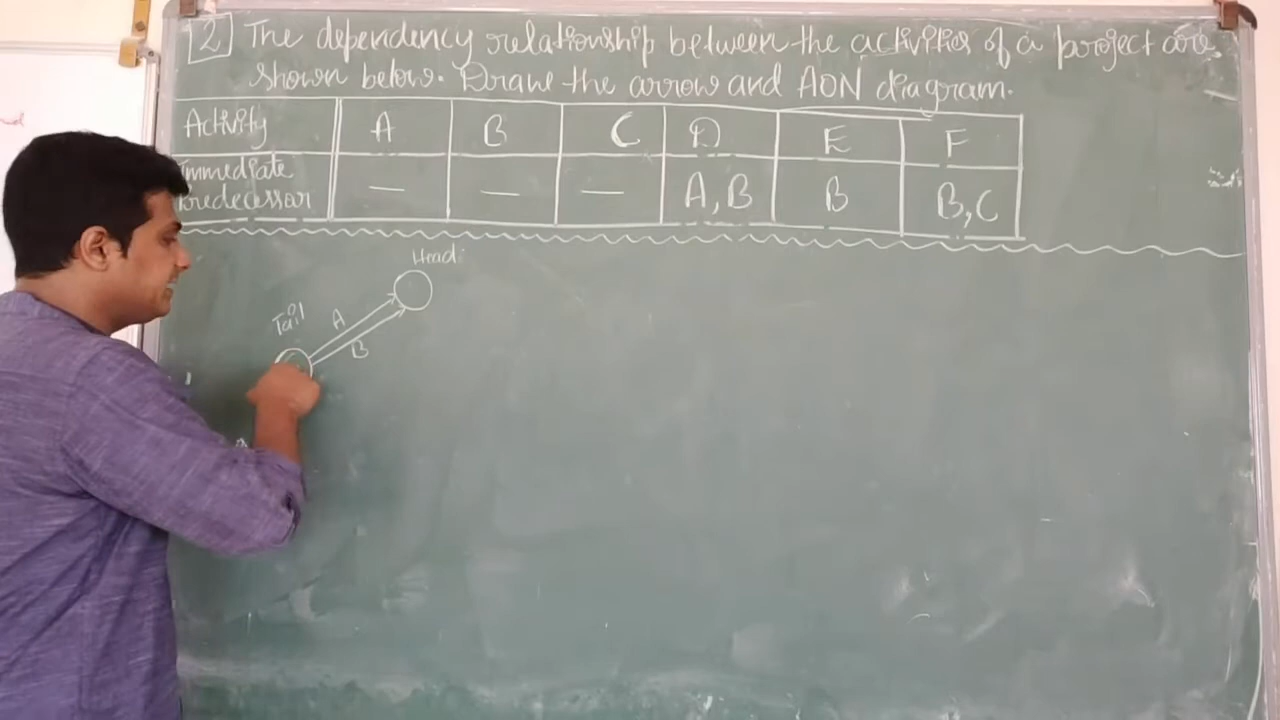 2 The dependency relationship between the activities of a project are
shown below. Draw the arrow and AON diagram.
Activity A B C D E F
Immediate Predecessor — — — A, B B B, C
Head
Tail
A
B